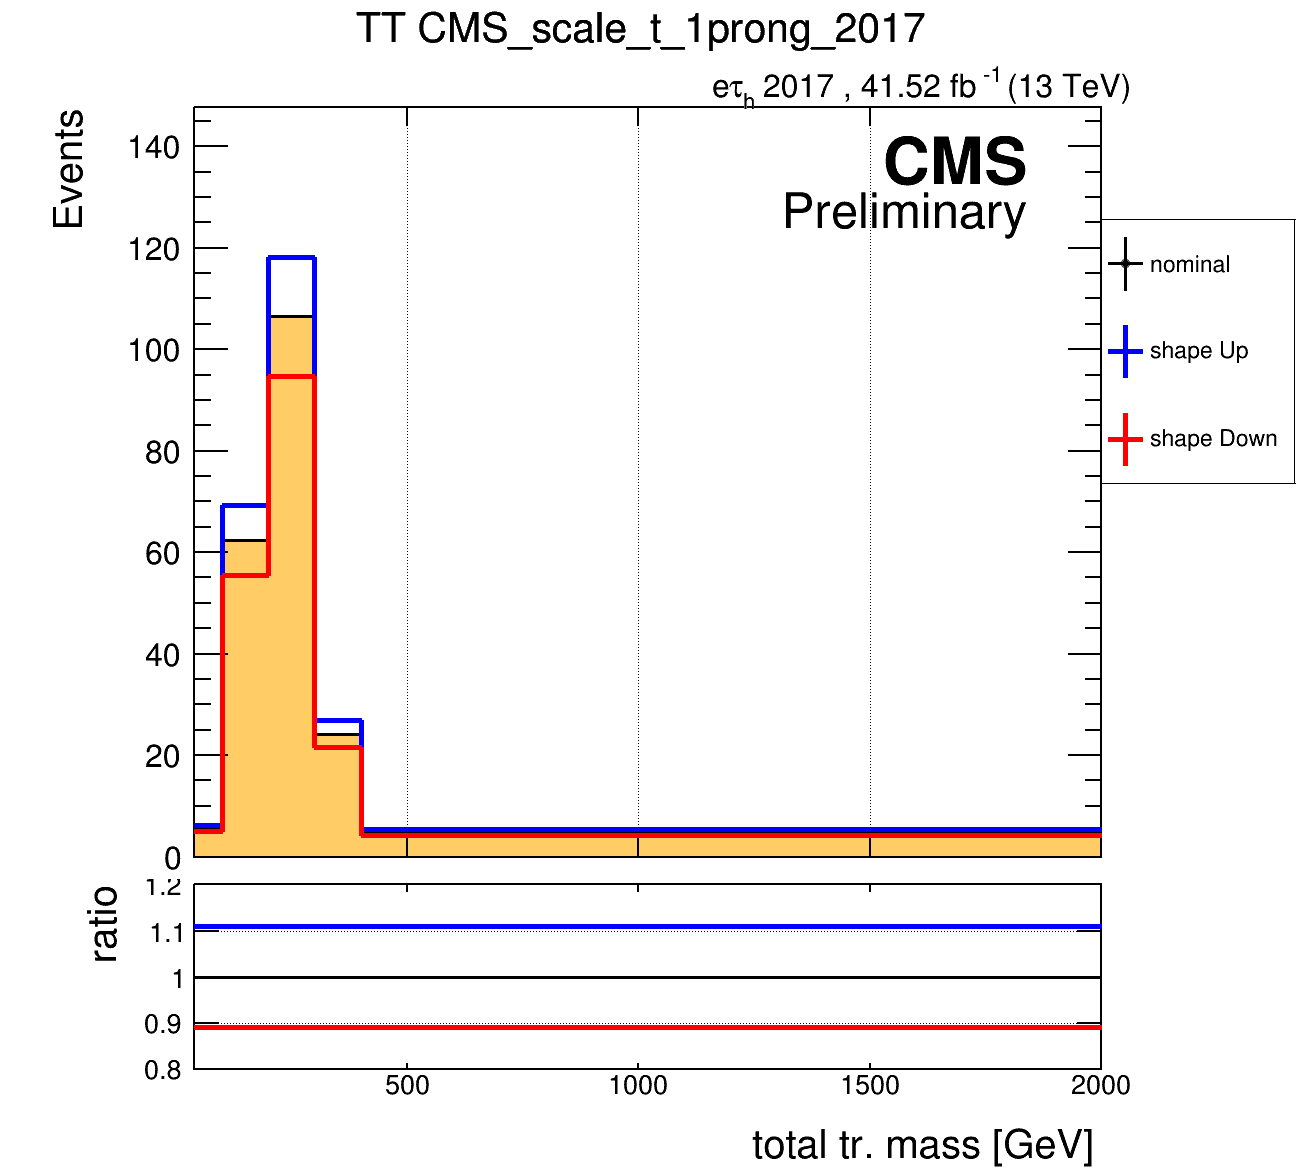 TT CMS_scale_t_1prong_2017
eτh 2017 , 41.52 fb-1 (13 TeV)
Events
CMS
Preliminary
140
120
100
80
60
40
20
0
nominal
shape Up
shape Down
ratio
1.2
1.1
1
0.9
0.8
500 1000 1500 2000
total tr. mass [GeV]